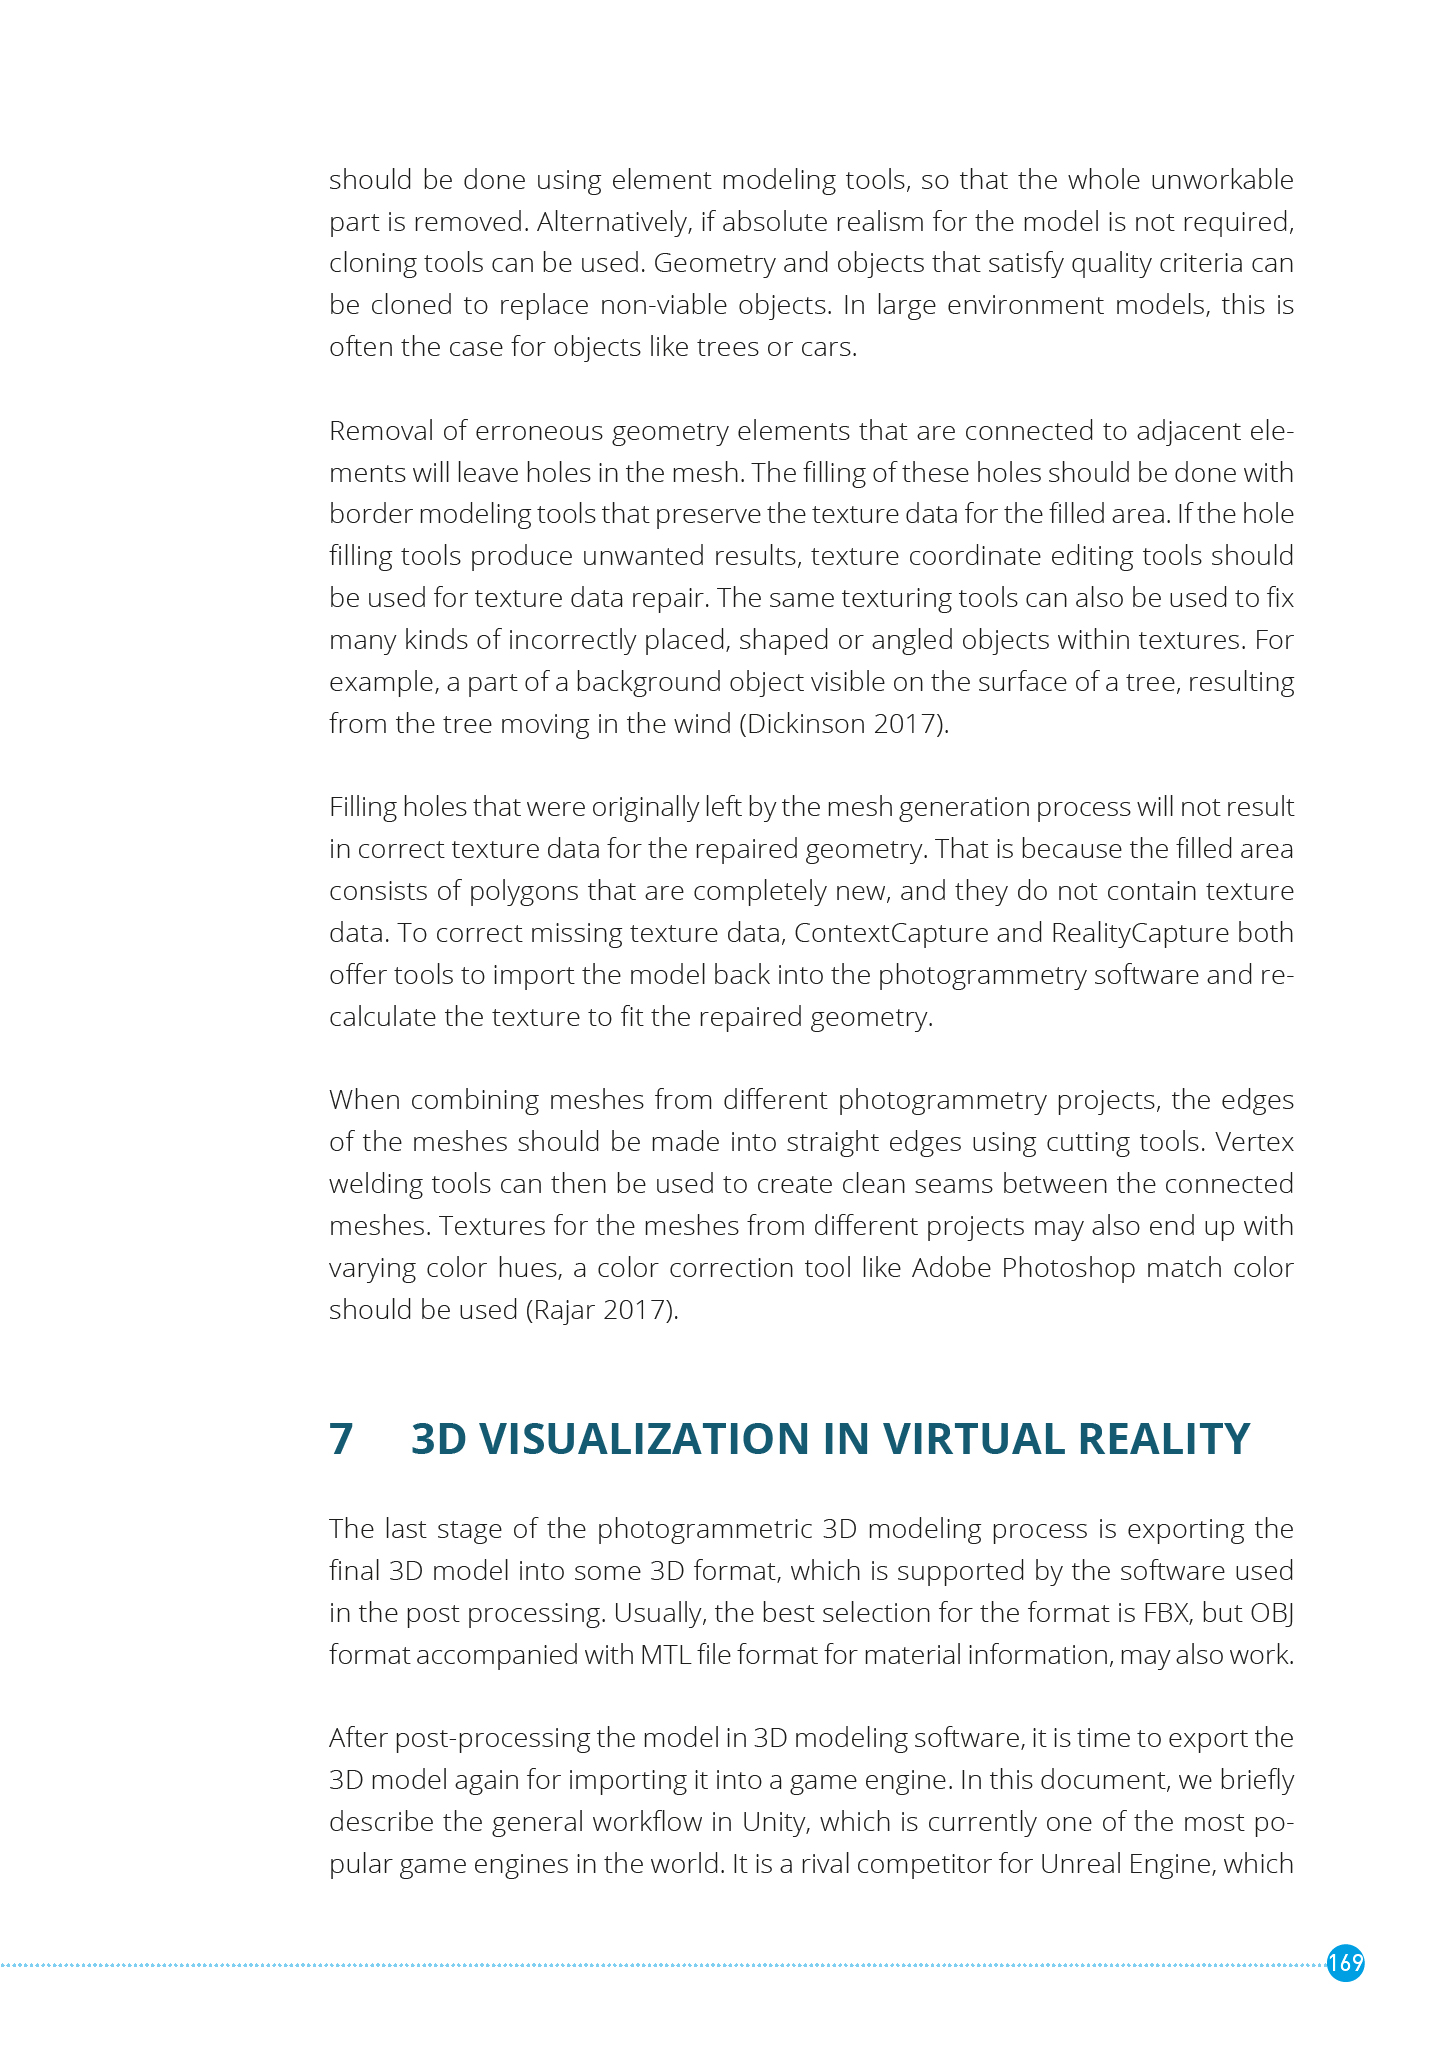 should be done using element modeling tools, so that the whole unworkable
part is removed. Alternatively, if absolute realism for the model is not required,
cloning tools can be used. Geometry and objects that satisfy quality criteria can
be cloned to replace non-viable objects. In large environment models, this is
often the case for objects like trees or cars.
Removal of erroneous geometry elements that are connected to adjacent ele-
ments will leave holes in the mesh. The filling of these holes should be done with
border modeling tools that preserve the texture data for the filled area. If the hole
filling tools produce unwanted results, texture coordinate editing tools should
be used for texture data repair. The same texturing tools can also be used to fix
many kinds of incorrectly placed, shaped or angled objects within textures. For
example, a part of a background object visible on the surface of a tree, resulting
from the tree moving in the wind (Dickinson 2017).
Filling holes that were originally left by the mesh generation process will not result
in correct texture data for the repaired geometry. That is because the filled area
consists of polygons that are completely new, and they do not contain texture
data. To correct missing texture data, ContextCapture and RealityCapture both
offer tools to import the model back into the photogrammetry software and re-
calculate the texture to fit the repaired geometry.
When combining meshes from different photogrammetry projects, the edges
of the meshes should be made into straight edges using cutting tools. Vertex
welding tools can then be used to create clean seams between the connected
meshes. Textures for the meshes from different projects may also end up with
varying color hues, a color correction tool like Adobe Photoshop match color
should be used (Rajar 2017).
7 3D VISUALIZATION IN VIRTUAL REALITY
The last stage of the photogrammetric 3D modeling process is exporting the
final 3D model into some 3D format, which is supported by the software used
in the post processing. Usually, the best selection for the format is FBX, but OBJ
format accompanied with MTL file format for material information, may also work.
After post-processing the model in 3D modeling software, it is time to export the
3D model again for importing it into a game engine. In this document, we briefly
describe the general workflow in Unity, which is currently one of the most po-
pular game engines in the world. It is a rival competitor for Unreal Engine, which
169